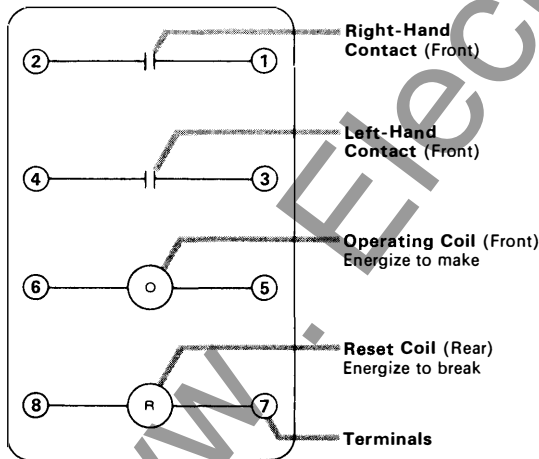 Right-Hand
Contact (Front)
2 1
Left-Hand
Contact (Front)
4 3
Operating Coil (Front)
Energize to make
6 O 5
Reset Coil (Rear)
Energize to break
8 R 7
Terminals
w . Elec